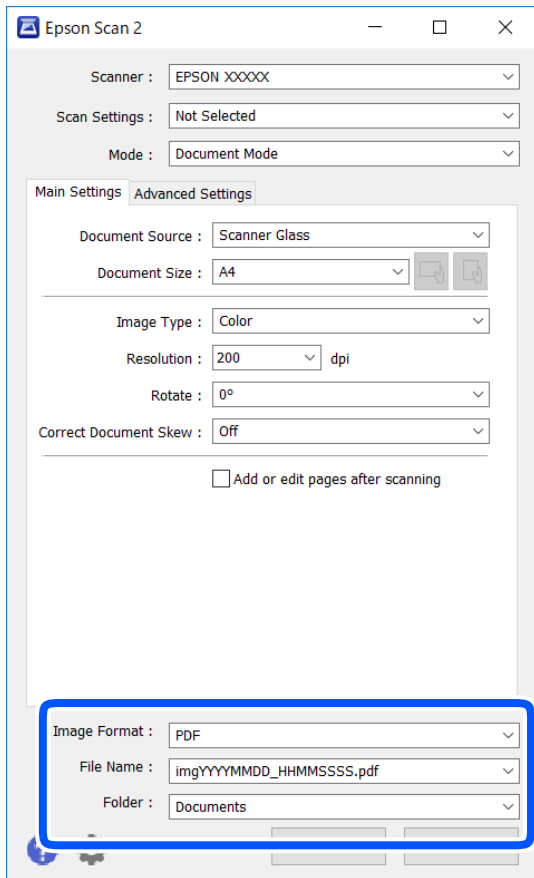 Epson Scan 2
Scanner : EPSON XXXXX
Scan Settings : Not Selected
Mode : Document Mode
Main Settings Advanced Settings
Document Source : Scanner Glass
Document Size : A4
Image Type : Color
Resolution : 200 dpi
Rotate : 0°
Correct Document Skew : Off
Add or edit pages after scanning
Image Format : PDF
File Name : imgYYYYMMDD_HHMMSSSS.pdf
Folder : Documents